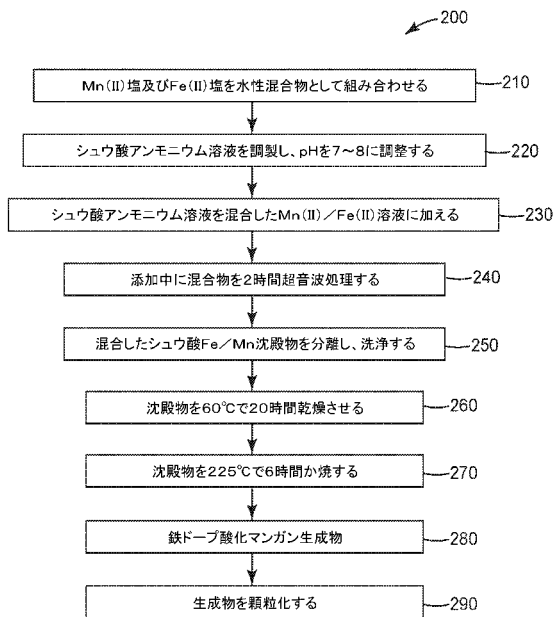 200
Mn(II)塩及びFe(II)塩を水性混合物として組み合わせる
210
シュウ酸アンモニウム溶液を調製し、pHを7~8に調整する
220
シュウ酸アンモニウム溶液を混合したMn(II)/Fe(II)溶液に加える
230
添加中に混合物を2時間超音波処理する
240
混合したシュウ酸Fe/Mn沈殿物を分離し、洗浄する
250
沈殿物を60℃で20時間乾燥させる
260
沈殿物を225℃で6時間か焼する
270
鉄ドープ酸化マンガン生成物
280
生成物を顆粒化する
290